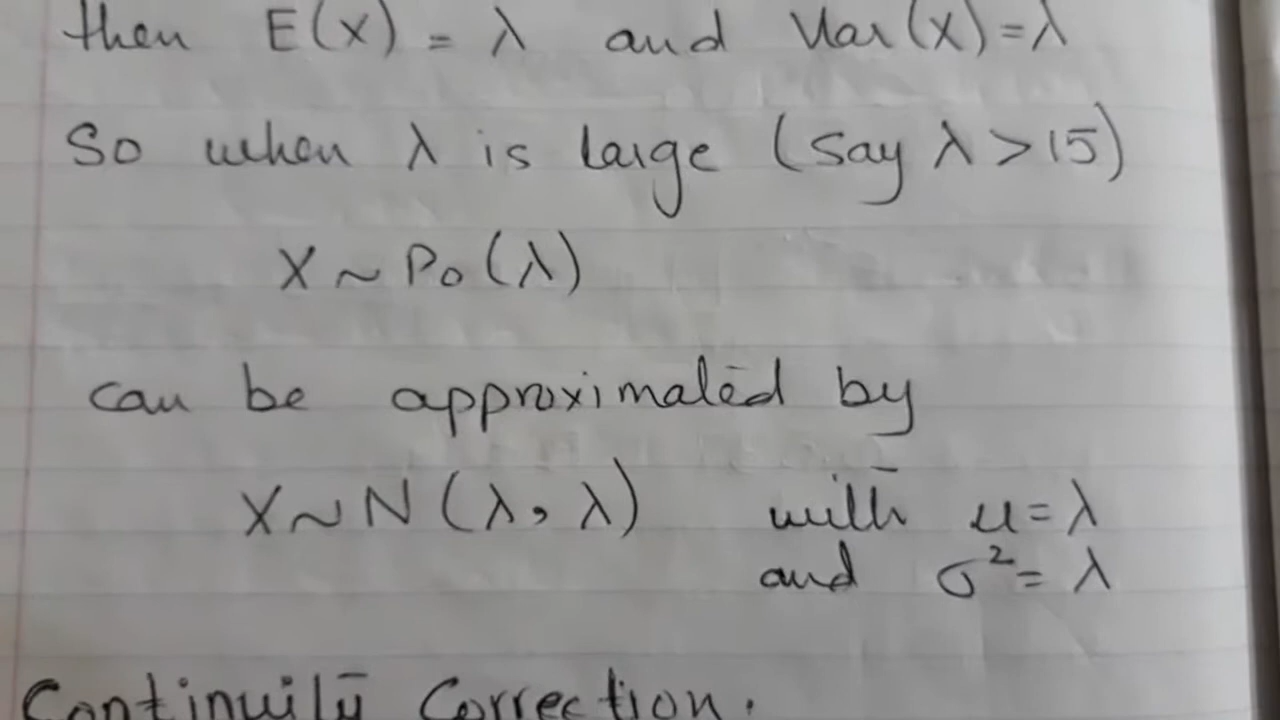 then E(X) = λ and Var(X) = λ
So when λ is large (say λ > 15)
X ~ Po(λ)
can be approximated by
X ~ N(λ, λ) with μ = λ
and σ² = λ
Continuity Correction.